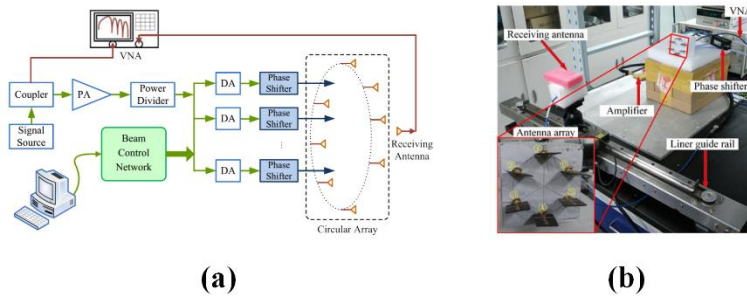 VNA
Coupler
PA
Power
Divider
DA
Phase
Shifter
Signal
Source
Beam
Control
Network
DA
Phase
Shifter
DA
Phase
Shifter
Receiving
Antenna
Circular Array
(a)
VNA
Receiving antenna
Phase shifter
Amplifier
Antenna array
Liner guide rail
(b)